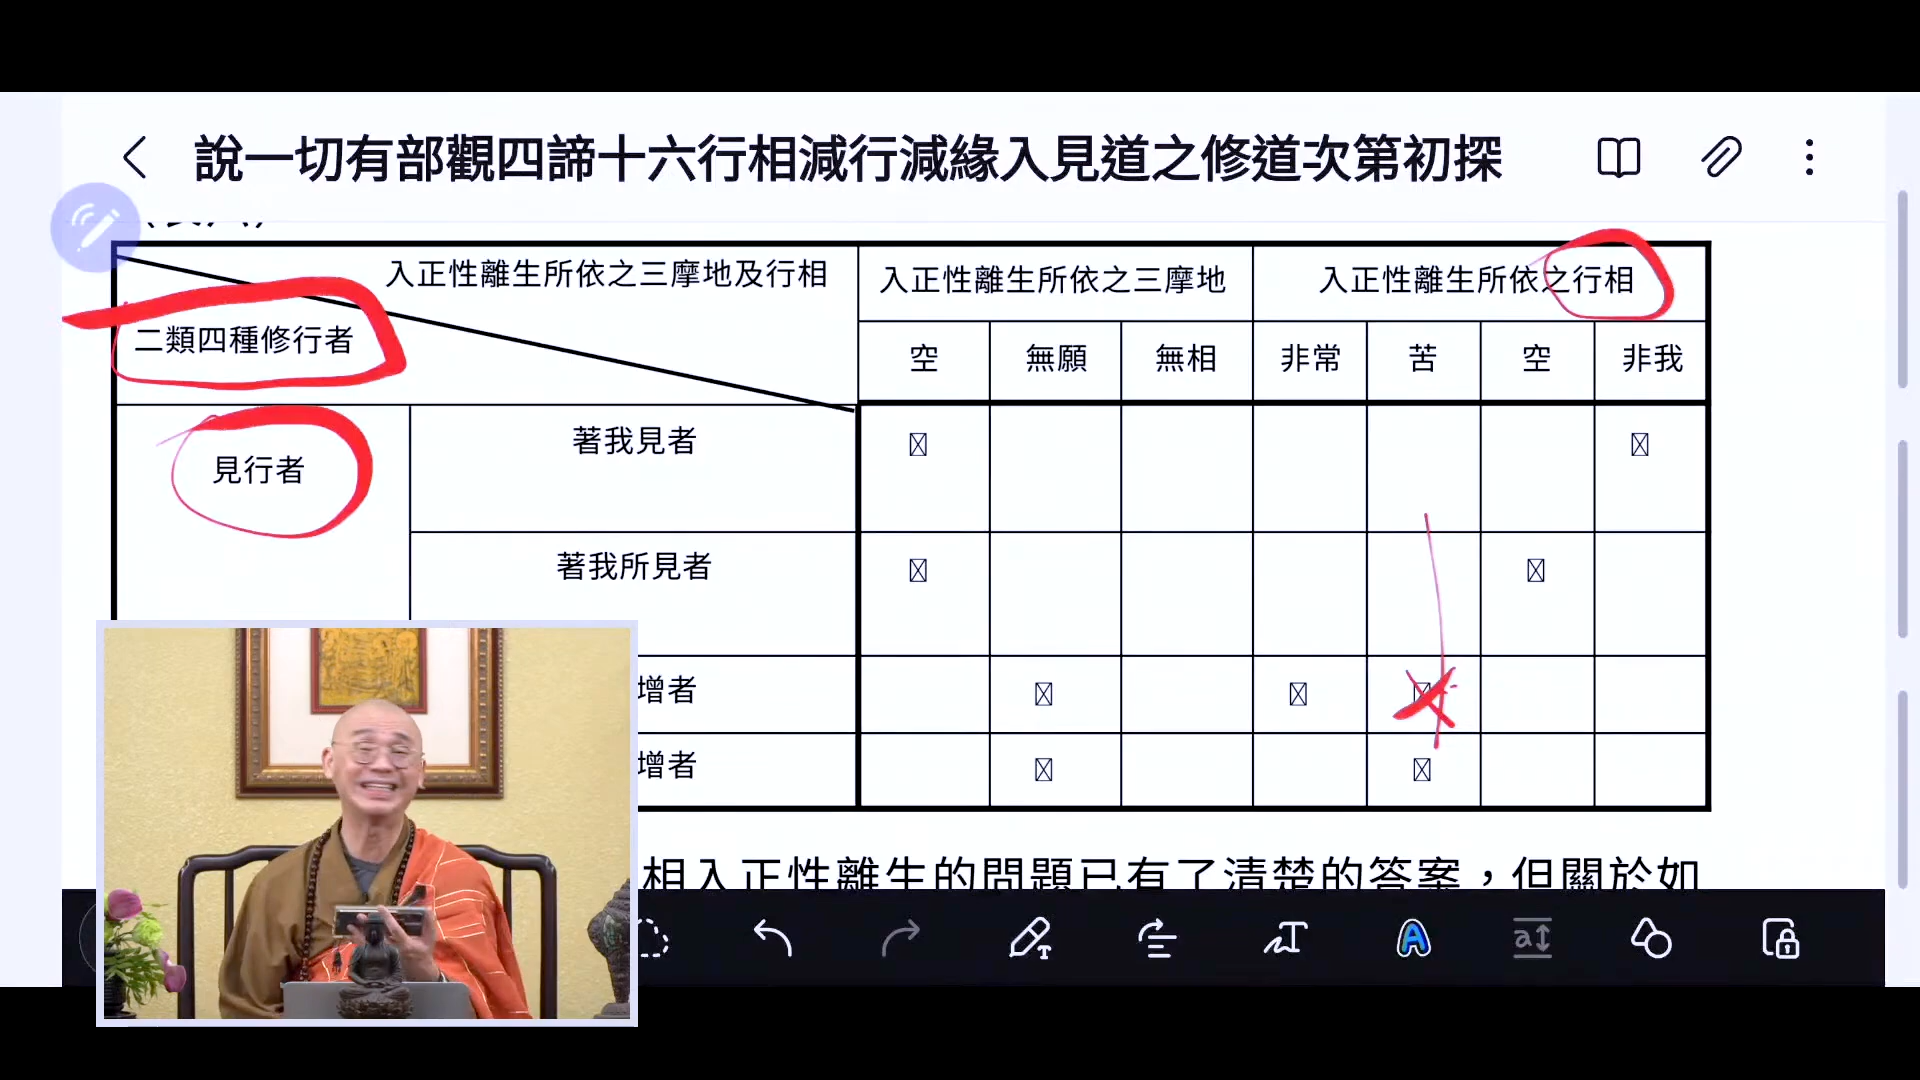 說一切有部觀四諦十六行相減行減緣入見道之修道次第初探
入正性離生所依之三摩地及行相
二類四種修行者
入正性離生所依之三摩地
入正性離生所依之行相
空 無願 無相 非常 苦 空 非我
見行者
著我見者
著我所見者
增者
增者
相入正性離生的問題已有了清楚的答案，但關於如